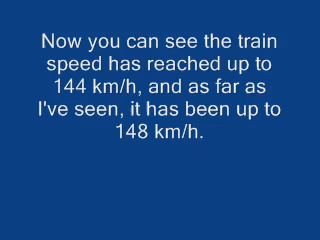 Now you can see the train
speed has reached up to
144 km/h, and as far as
I've seen, it has been up to
148 km/h.